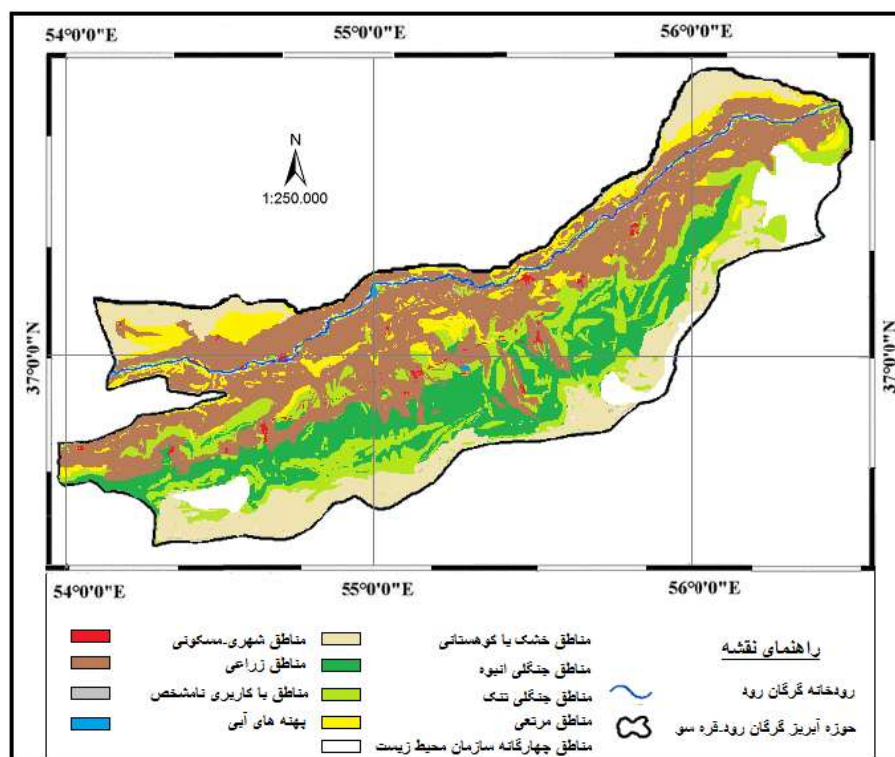 54°0'0"E 55°0'0"E 56°0'0"E
N
1:250.000
37°0'0"N 37°0'0"N
54°0'0"E 55°0'0"E 56°0'0"E
راهنمای نقشه
رودخانه گرگان رود
حوزه آبریز گرگان رود-قره سو
مناطق خشک یا کوهستانی
مناطق جنگلی انبوه
مناطق جنگلی تنک
مناطق مرتعی
مناطق چهارگانه سازمان محیط زیست
مناطق شهری-مسکونی
مناطق زراعی
مناطق با کاربری نامشخص
پهنه های آبی